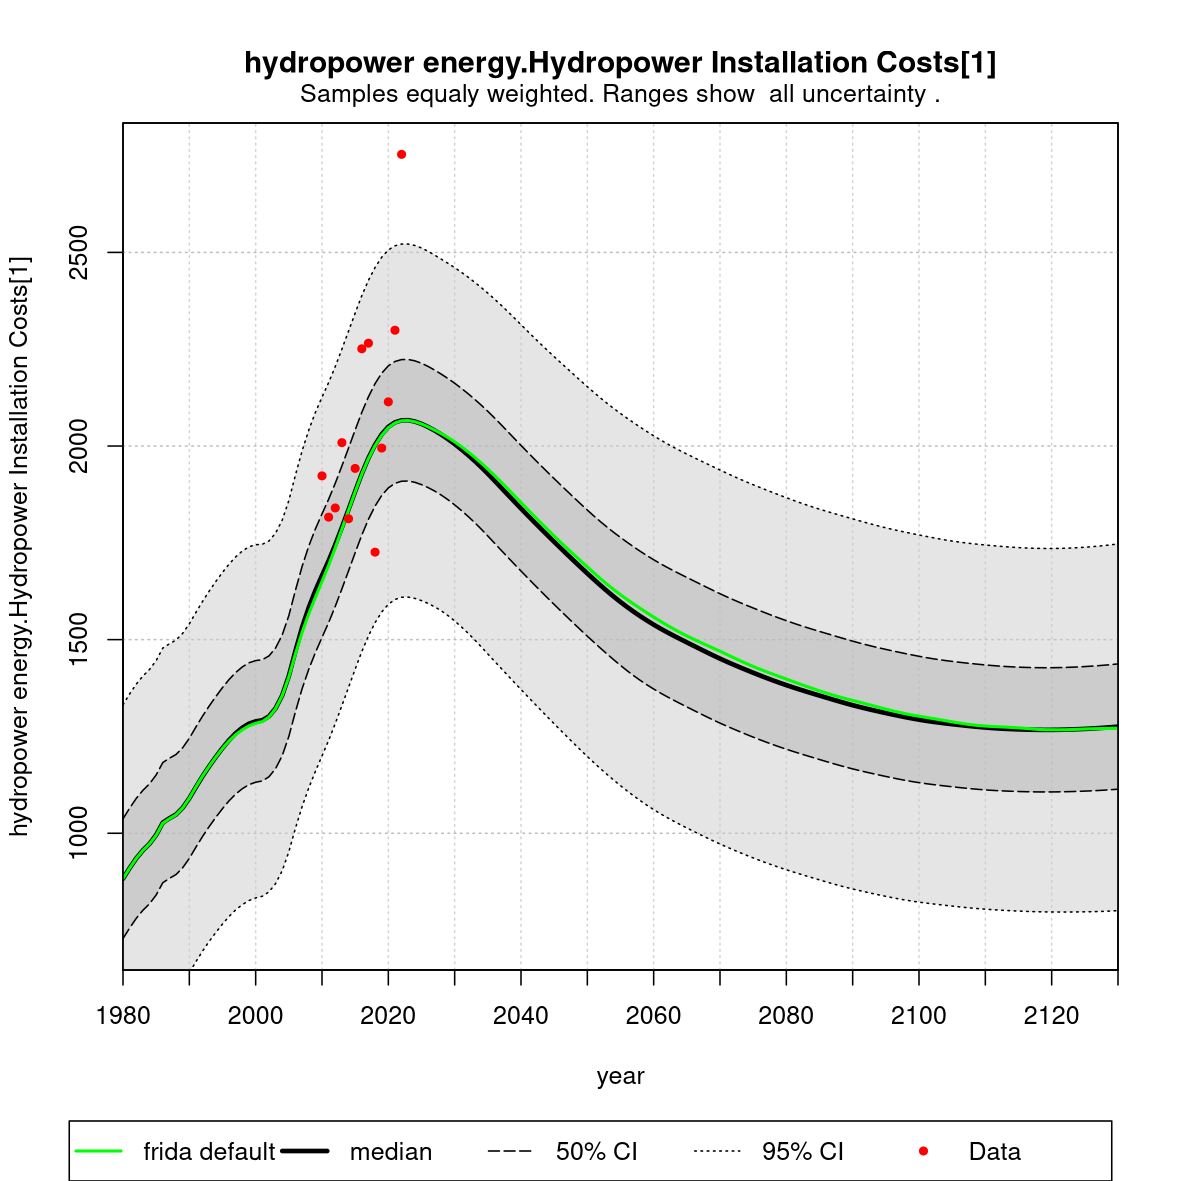 hydropower energy.Hydropower Installation Costs[1]
Samples equaly weighted. Ranges show  all uncertainty .
hydropower energy.Hydropower Installation Costs[1]
2500
2000
1500
1000
1980 2000 2020 2040 2060 2080 2100 2120
year
frida default median 50% CI 95% CI Data